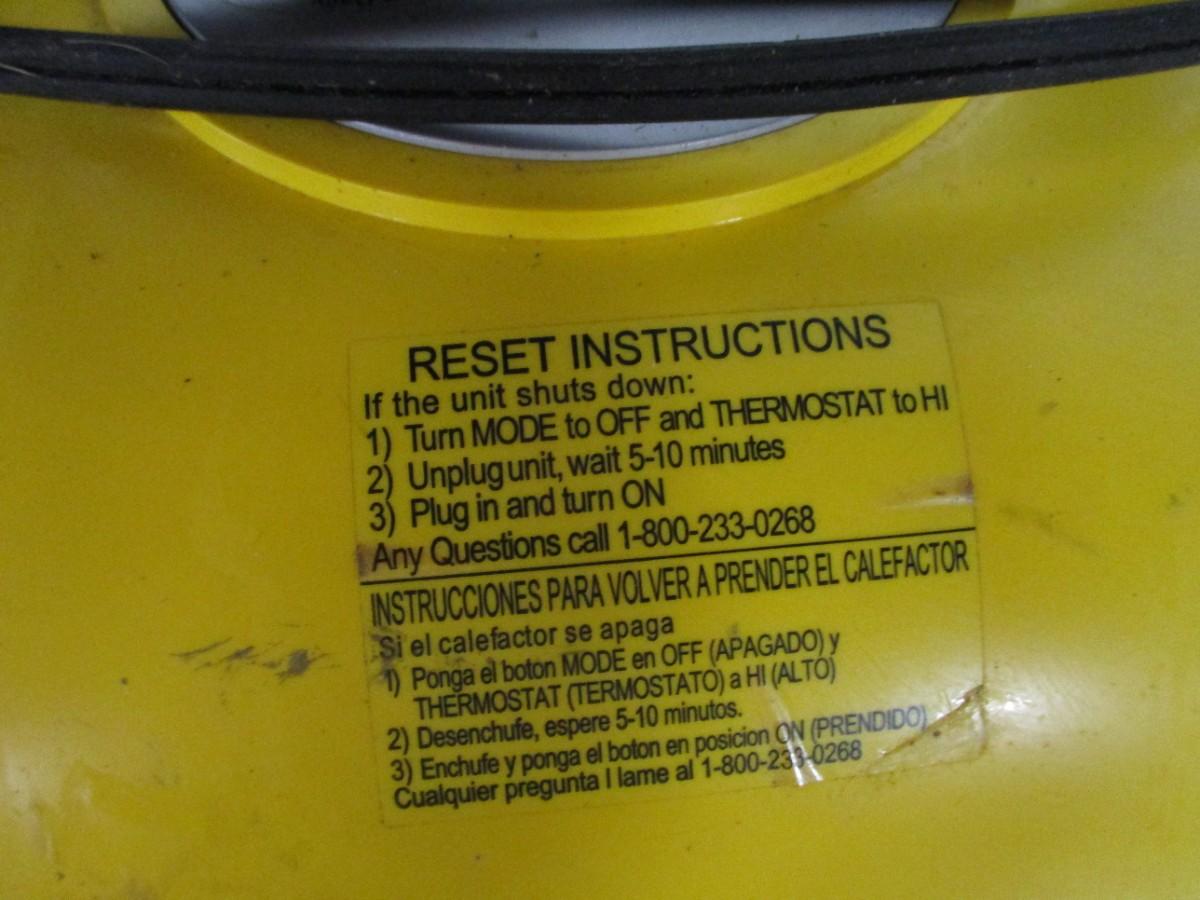 RESET INSTRUCTIONS
If the unit shuts down:
1) Turn MODE to OFF and THERMOSTAT to HI
2) Unplug unit, wait 5-10 minutes
3) Plug in and turn ON
Any Questions call 1-800-233-0268
INSTRUCCIONES PARA VOLVER A PRENDER EL CALEFACTOR
Si el calefactor se apaga
1) Ponga el boton MODE en OFF (APAGADO) y
THERMOSTAT (TERMOSTATO) a HI (ALTO)
2) Desenchufe, espere 5-10 minutos.
3) Enchufe y ponga el boton en posicion ON (PRENDIDO)
Cualquier pregunta l lame al 1-800-233-0268